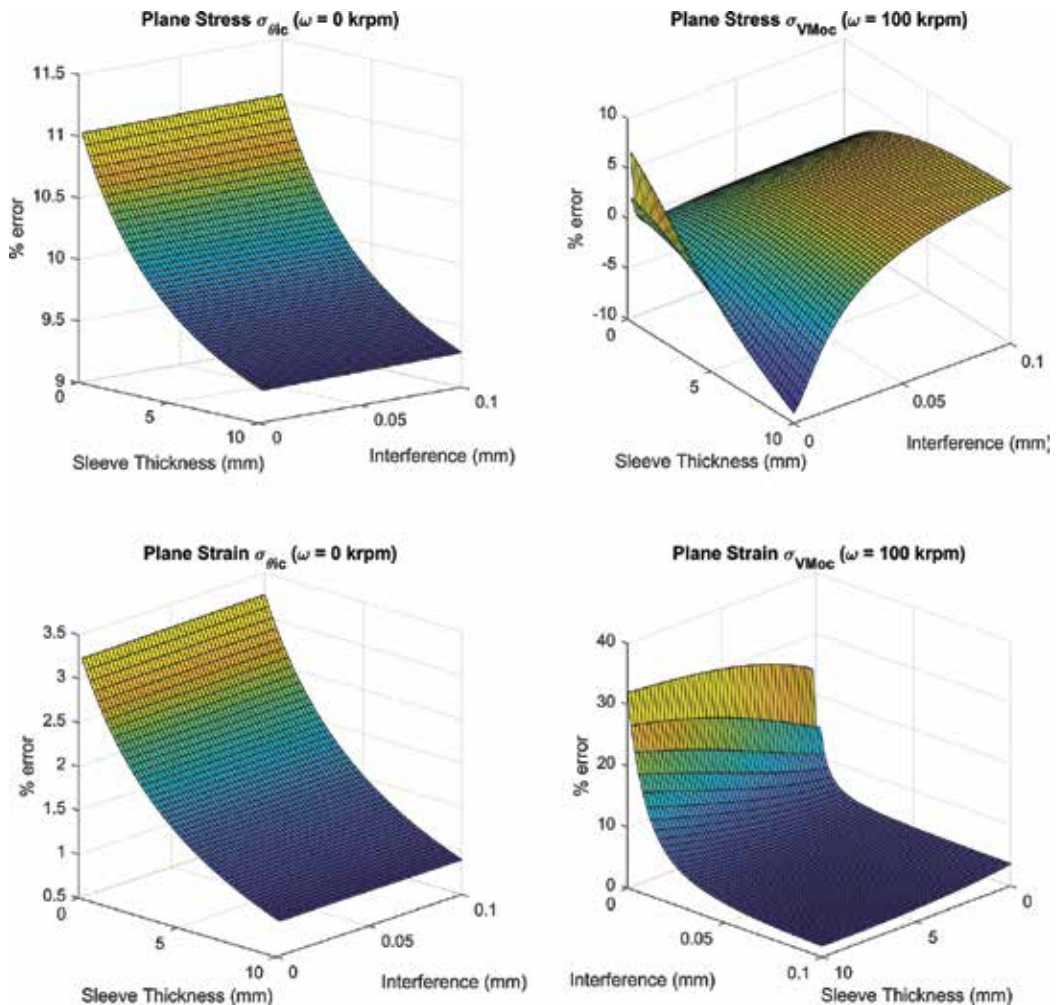 Plane Stress σθic (ω = 0 krpm)
11.5
11
10.5
10
9.5
9
% error
0
5
10
Sleeve Thickness (mm)
0
0.05
0.1
Interference (mm)
Plane Stress σVMoc (ω = 100 krpm)
10
5
0
-5
-10
% error
0
5
10
Sleeve Thickness (mm)
0
0.05
0.1
Interference (mm)
Plane Strain σθic (ω = 0 krpm)
3.5
3
2.5
2
1.5
1
0.5
% error
0
5
10
Sleeve Thickness (mm)
0
0.05
0.1
Interference (mm)
Plane Strain σVMoc (ω = 100 krpm)
40
30
20
10
0
% error
0
0.05
0.1
Interference (mm)
10
5
0
Sleeve Thickness (mm)